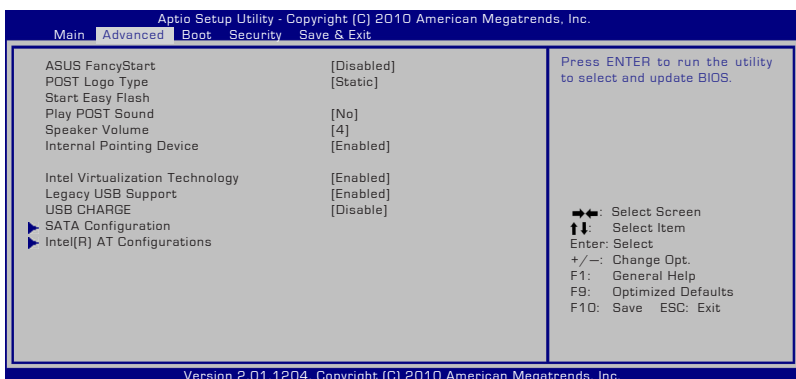 Aptio Setup Utility - Copyright (C) 2010 American Megatrends, Inc.
Main Advanced Boot Security Save & Exit
ASUS FancyStart [Disabled]
POST Logo Type [Static]
Start Easy Flash
Play POST Sound [No]
Speaker Volume [4]
Internal Pointing Device [Enabled]
Intel Virtualization Technology [Enabled]
Legacy USB Support [Enabled]
USB CHARGE [Disable]
SATA Configuration
Intel(R) AT Configurations
Press ENTER to run the utility
to select and update BIOS.
→←: Select Screen
↑↓: Select Item
Enter: Select
+/—: Change Opt.
F1: General Help
F9: Optimized Defaults
F10: Save ESC: Exit
Version 2.01.1204. Copyright (C) 2010 American Megatrends, Inc.